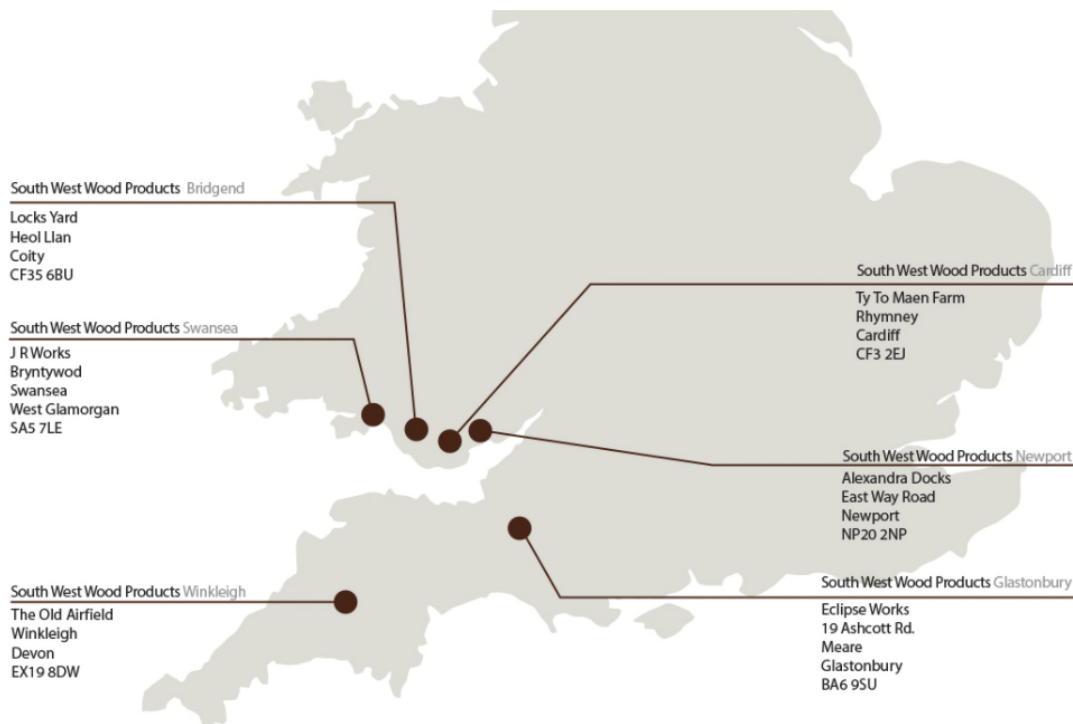 South West Wood Products Bridgend
Locks Yard
Heol Llan
Coity
CF35 6BU
South West Wood Products Swansea
J R Works
Bryntywod
Swansea
West Glamorgan
SA5 7LE
South West Wood Products Winkleigh
The Old Airfield
Winkleigh
Devon
EX19 8DW
South West Wood Products Cardiff
Ty To Maen Farm
Rhymney
Cardiff
CF3 2EJ
South West Wood Products Newport
Alexandra Docks
East Way Road
Newport
NP20 2NP
South West Wood Products Glastonbury
Eclipse Works
19 Ashcott Rd.
Meare
Glastonbury
BA6 9SU